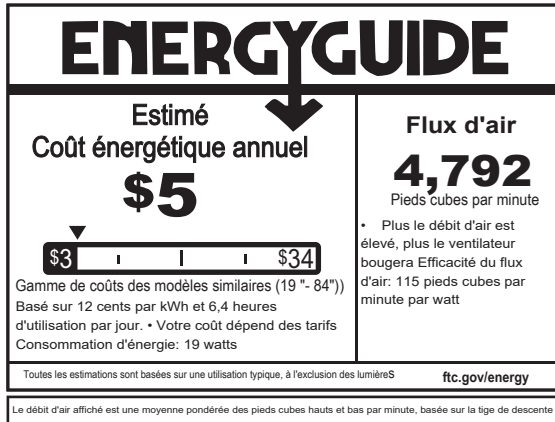 ENERGYGUIDE
Estimé
Coût énergétique annuel
$5
$3
$34
Gamme de coûts des modèles similaires (19 "- 84"))
Basé sur 12 cents par kWh et 6,4 heures
d'utilisation par jour. • Votre coût dépend des tarifs
Consommation d'énergie: 19 watts
Flux d'air
4,792
Pieds cubes par minute
• Plus le débit d'air est
élevé, plus le ventilateur
bougera Efficacité du flux
d'air: 115 pieds cubes par
minute par watt
Toutes les estimations sont basées sur une utilisation typique, à l'exclusion des lumièreS
ftc.gov/energy
Le débit d'air affiché est une moyenne pondérée des pieds cubes hauts et bas par minute, basée sur la tige de descente